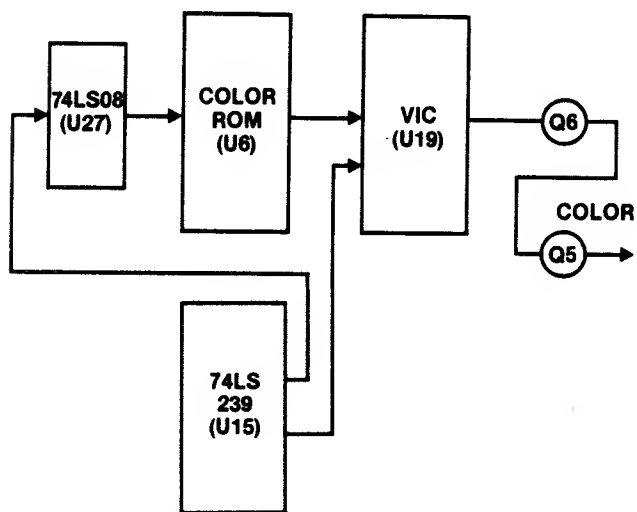 74LS08
(U27)
COLOR
ROM
(U6)
VIC
(U19)
Q6
COLOR
Q5
74LS
239
(U15)